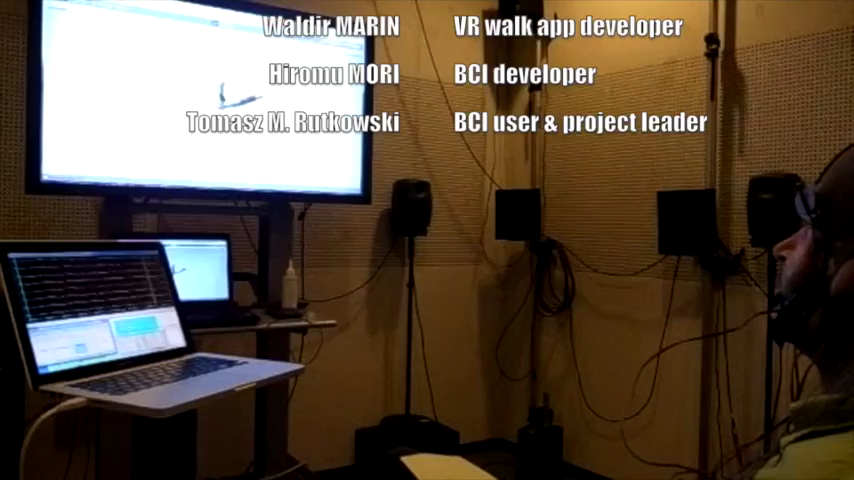 Waldir MARIN VR walk app developer
Hiromu MORI BCI developer
Tomasz M. Rutkowski BCI user & project leader